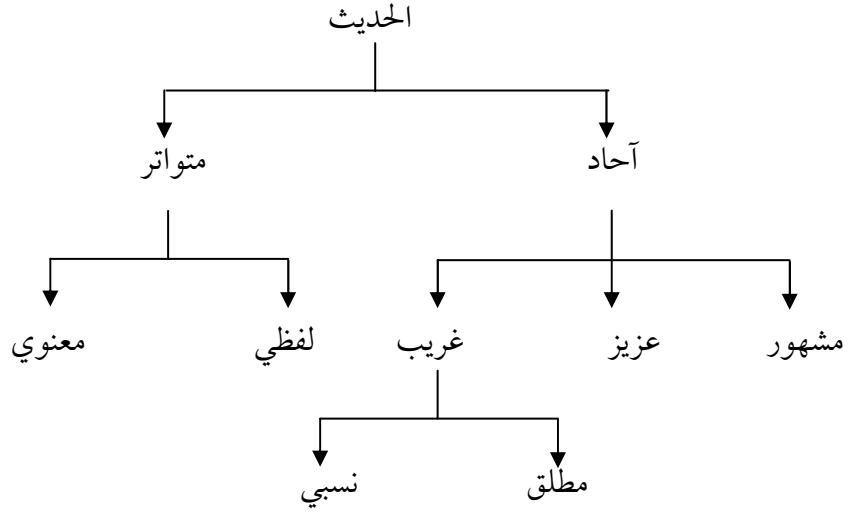 الحديث
آحاد متواتر
مشهور عزيز غريب لفظي معنوي
مطلق نسبي